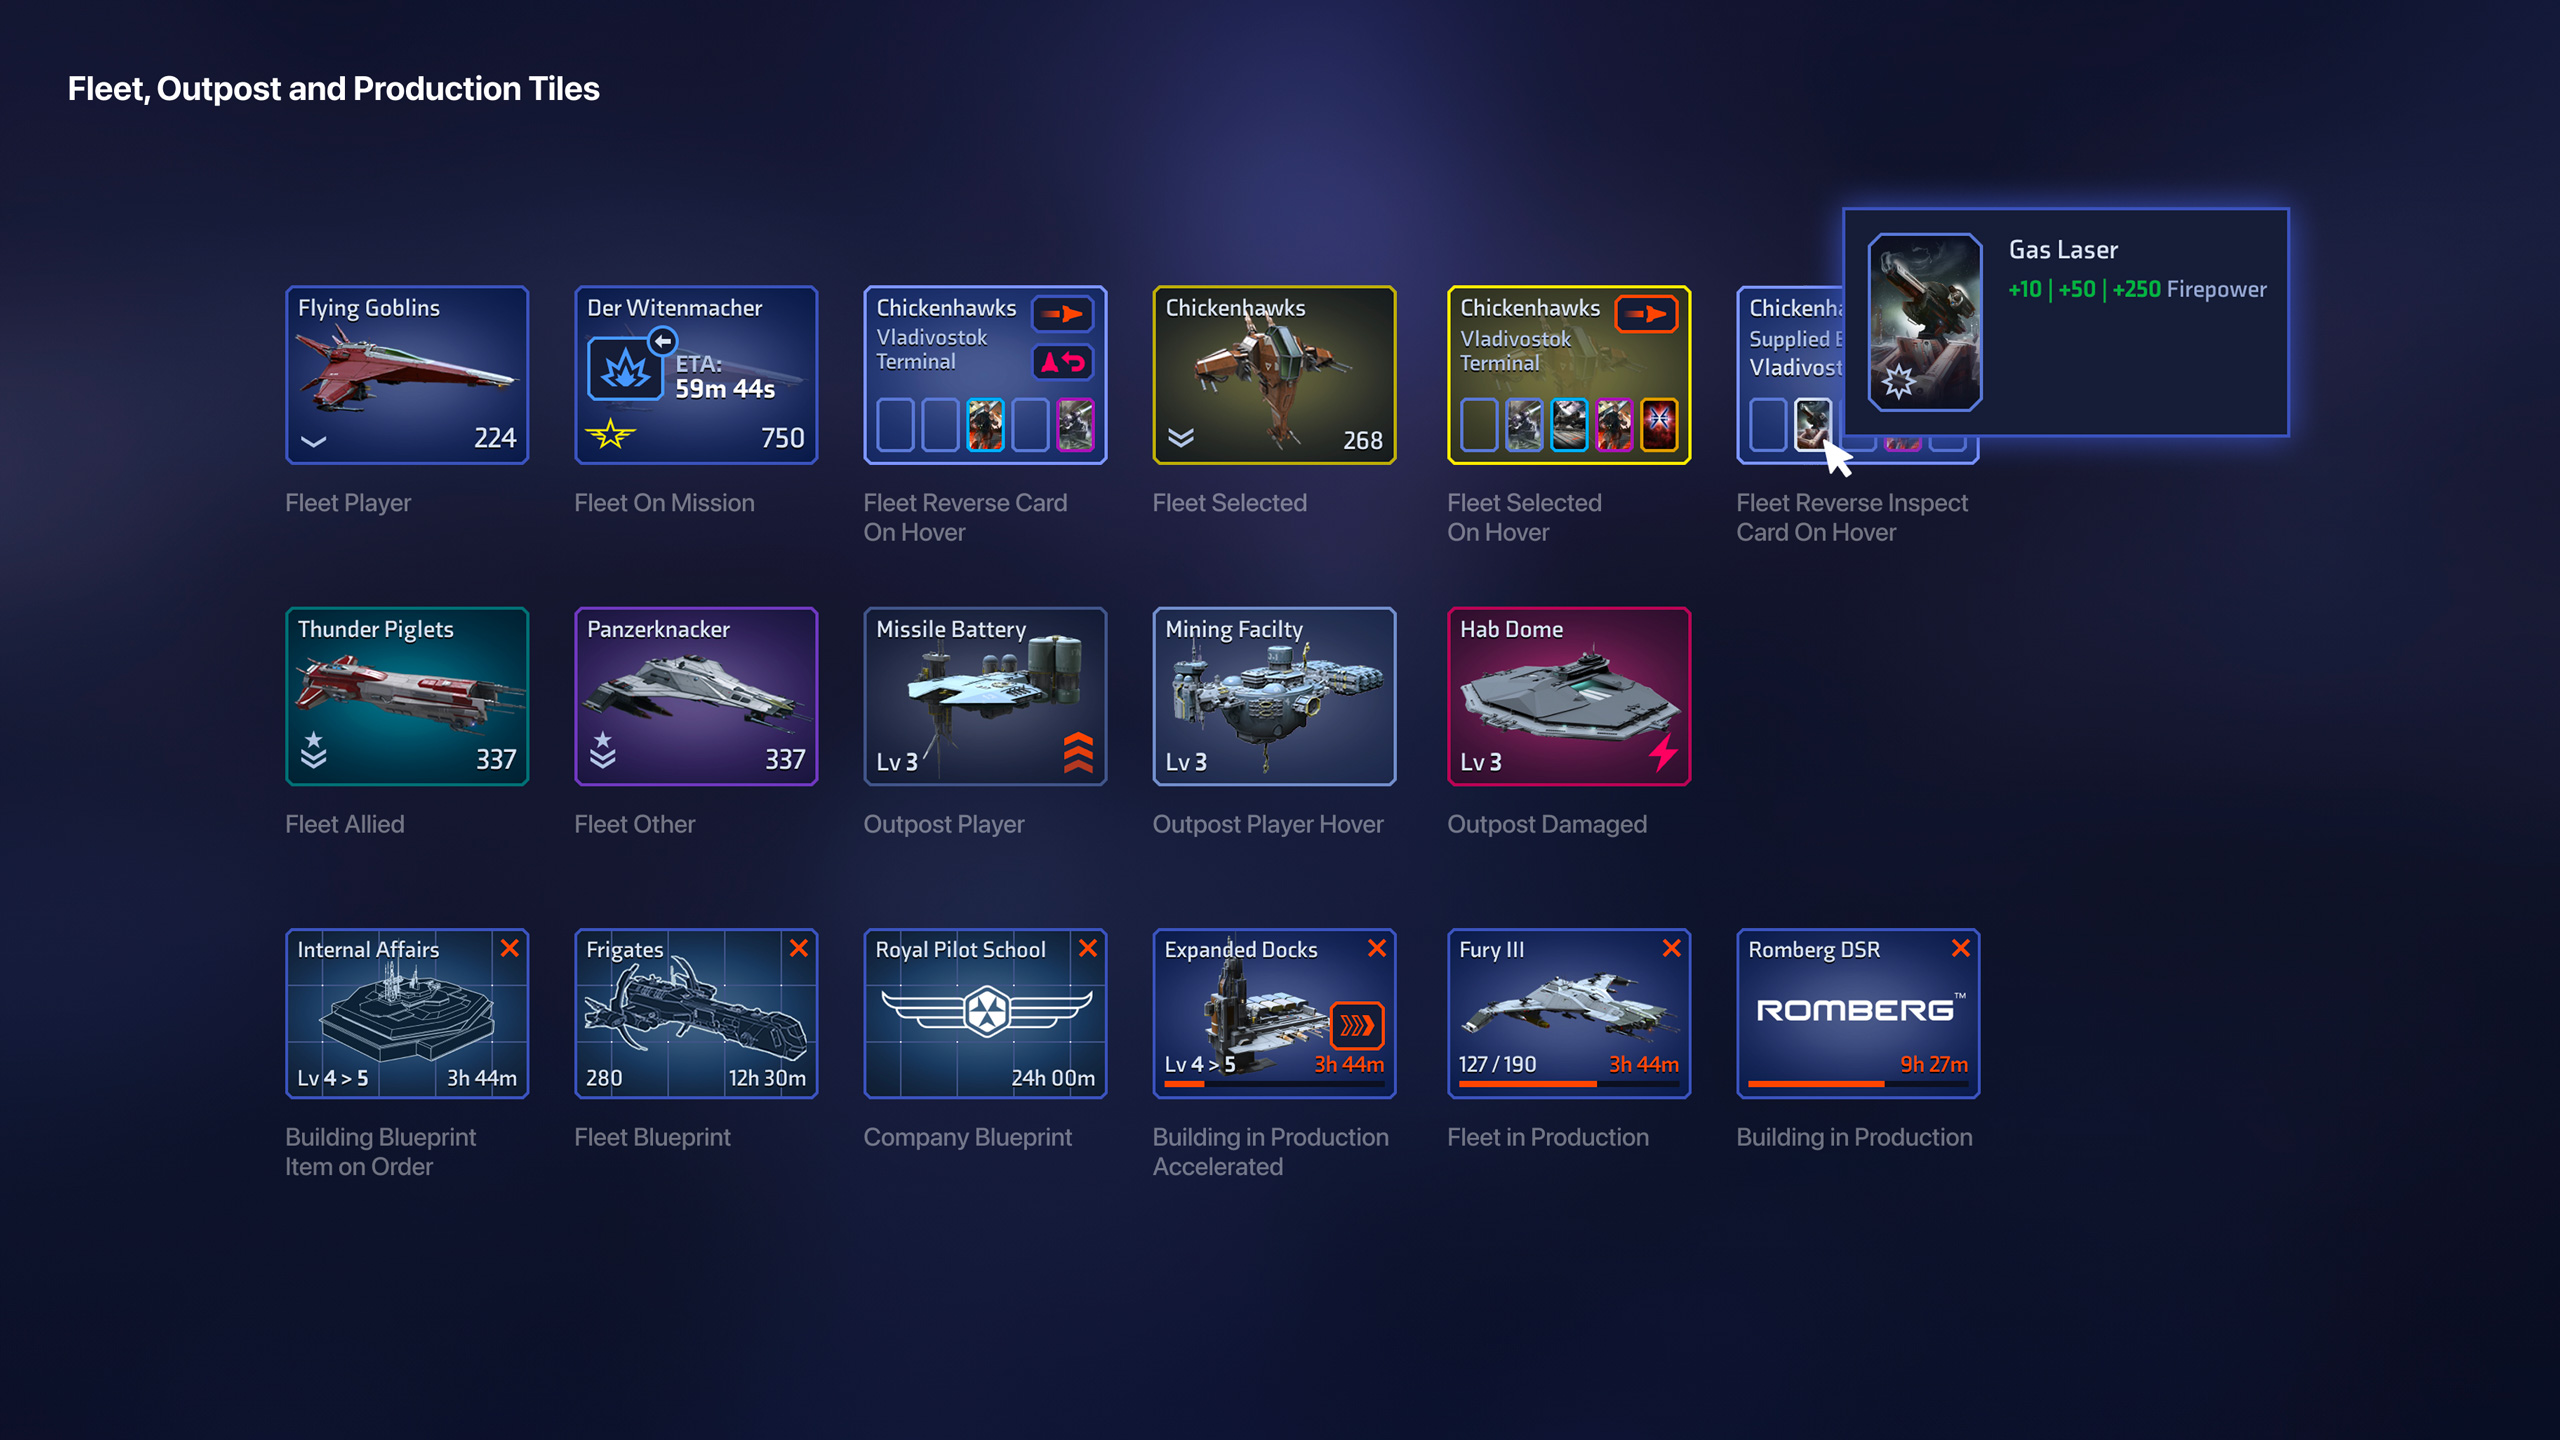 Fleet, Outpost and Production Tiles
Gas Laser
+10 | +50 | +250 Firepower
Flying Goblins
224
Fleet Player
Der Witenmacher
ETA:
59m 44s
750
Fleet On Mission
Chickenhawks
Vladivostok
Terminal
Fleet Reverse Card
On Hover
Chickenhawks
268
Fleet Selected
Chickenhawks
Vladivostok
Terminal
Fleet Selected
On Hover
Supplied
Fleet Reverse Inspect
Card On Hover
Thunder Piglets
337
Fleet Allied
Panzerknacker
337
Fleet Other
Missile Battery
Lv 3
Outpost Player
Mining Facilty
Lv 3
Outpost Player Hover
Hab Dome
Lv 3
Outpost Damaged
Internal Affairs
Lv 4 > 5 3h 44m
Building Blueprint
Item on Order
Frigates
280 12h 30m
Fleet Blueprint
Royal Pilot School
24h 00m
Company Blueprint
Expanded Docks
Lv 4 > 5 3h 44m
Building in Production
Accelerated
Fury III
127 / 190 3h 44m
Fleet in Production
Romberg DSR
ROMBERG™
9h 27m
Building in Production